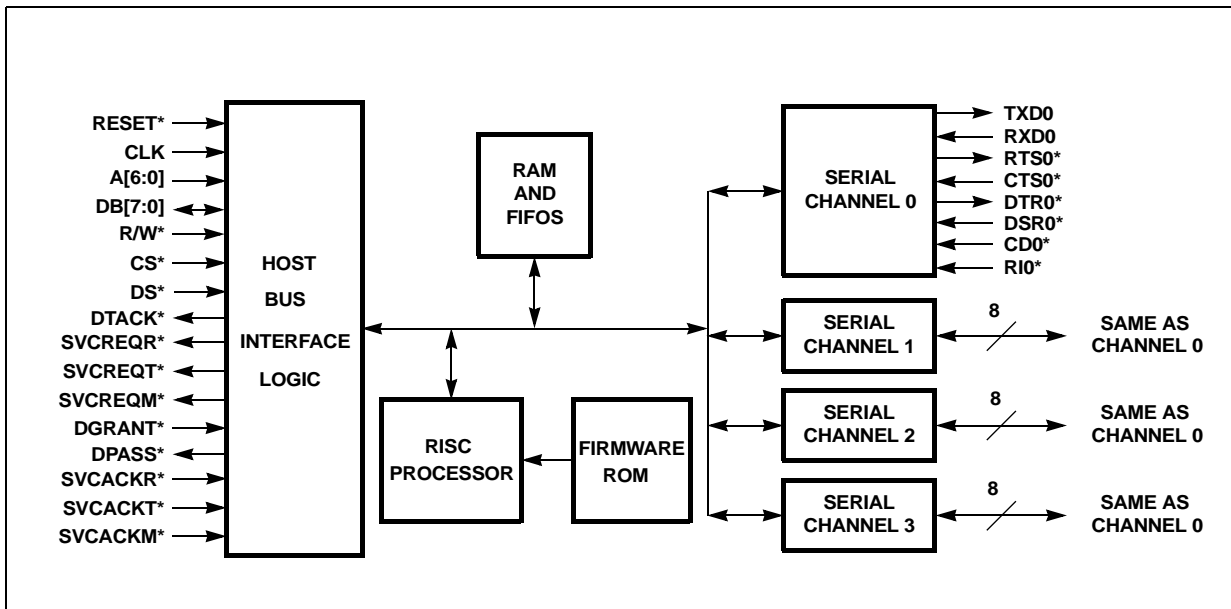 RESET*
CLK
A[6:0]
DB[7:0]
R/W*
CS*
DS*
DTACK*
SVCREQR*
SVCREQT*
SVCREQM*
DGRANT*
DPASS*
SVCACKR*
SVCACKT*
SVCACKM*
HOST
BUS
INTERFACE
LOGIC
RAM
AND
FIFOS
RISC
PROCESSOR
FIRMWARE
ROM
SERIAL
CHANNEL 0
TXD0
RXD0
RTS0*
CTS0*
DTR0*
DSR0*
CD0*
RI0*
SERIAL
CHANNEL 1
8
SAME AS
CHANNEL 0
SERIAL
CHANNEL 2
8
SAME AS
CHANNEL 0
SERIAL
CHANNEL 3
8
SAME AS
CHANNEL 0